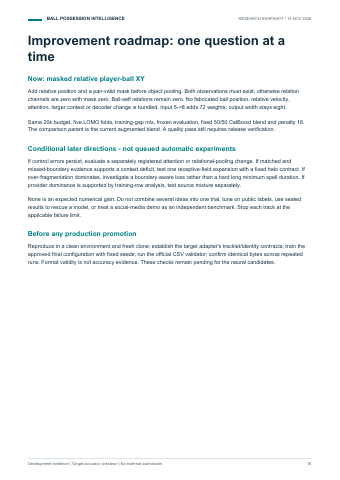 BALL POSSESSION INTELLIGENCE
RESEARCH SNAPSHOT / 10 NOV 2026
Improvement roadmap: one question at a
time
Now: masked relative player-ball XY
Add relative position and a pair-valid mask before object pooling. Both observations must exist; otherwise relation
channels are zero with mask zero. Ball-self relations remain zero. No fabricated ball position, relative velocity,
attention, larger context or decoder change is bundled. Input 5->8 adds 72 weights; output width stays eight.
Same 20k budget, five LOMO folds, training-gap mix, frozen evaluation, fixed 50/50 CatBoost blend and penalty 16.
The comparison parent is the current augmented blend. A quality pass still requires release verification.
Conditional later directions - not queued automatic experiments
If control errors persist, evaluate a separately registered attention or relational-pooling change. If matched and
missed-boundary evidence supports a context deficit, test one receptive-field expansion with a fixed halo contract. If
over-fragmentation dominates, investigate a boundary-aware loss rather than a hard long minimum spell duration. If
provider dominance is supported by training-row analysis, test source mixture separately.
None is an expected numerical gain. Do not combine several ideas into one trial, tune on public labels, use sealed
results to rescue a model, or treat a social-media demo as an independent benchmark. Stop each track at the
applicable failure limit.
Before any production promotion
Reproduce in a clean environment and fresh clone; establish the target adapter's tracklet/identity contracts; train the
approved final configuration with fixed seeds; run the official CSV validator; confirm identical bytes across repeated
runs. Format validity is not accuracy evidence. These checks remain pending for the neural candidates.
Development evidence | Target accuracy unknown | No external submission